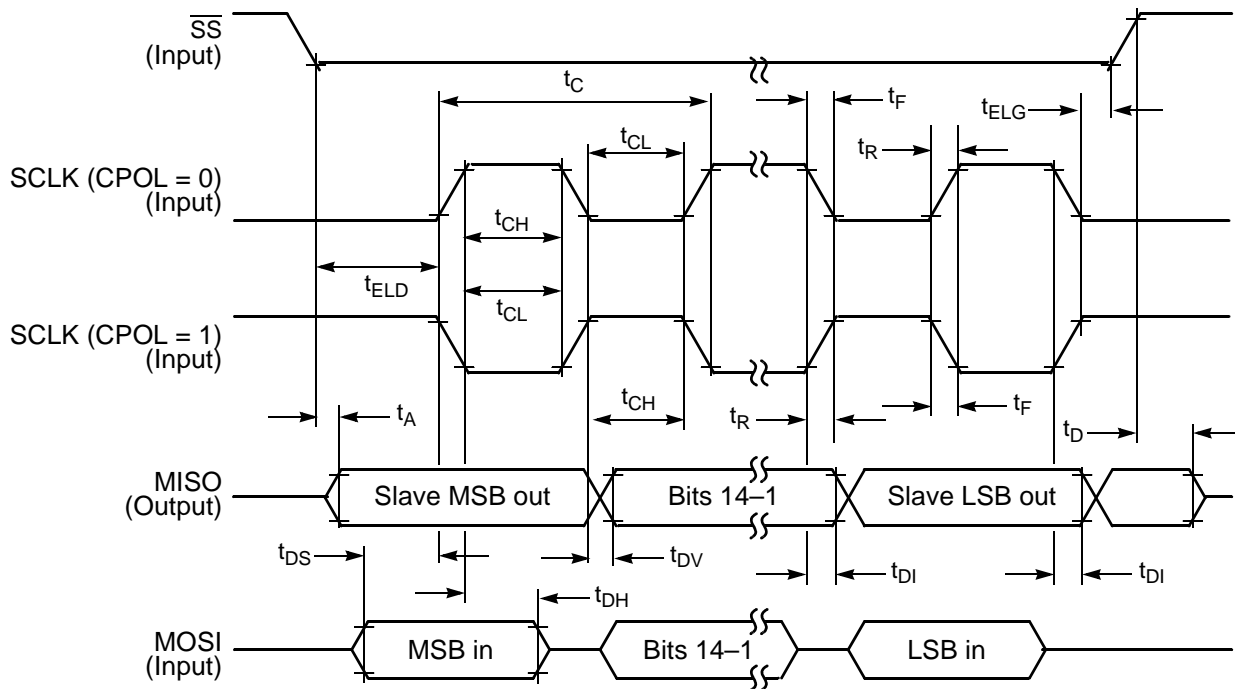 SS
(Input)
tC
tF
tELG
tCL
tR
SCLK (CPOL = 0)
(Input)
tCH
tELD
tCL
SCLK (CPOL = 1)
(Input)
tA
tCH
tR
tF
tD
MISO
(Output)
Slave MSB out
Bits 14–1
Slave LSB out
tDS
tDV
tDI
tDI
tDH
MOSI
(Input)
MSB in
Bits 14–1
LSB in